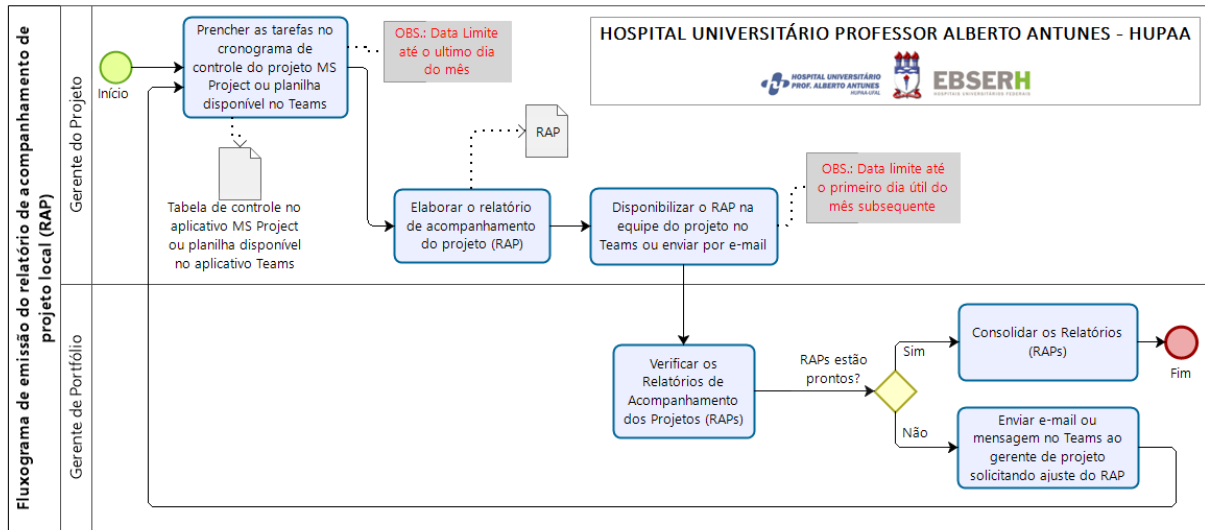 Fluxograma de emissão do relatório de acompanhamento de
projeto local (RAP)
Gerente do Projeto
Início
Prencher as tarefas no
cronograma de
controle do projeto MS
Project ou planilha
disponível no Teams
OBS.: Data Limite
até o ultimo dia
do mês
HOSPITAL UNIVERSITÁRIO PROFESSOR ALBERTO ANTUNES - HUPAA
HOSPITAL UNIVERSITÁRIO
PROF. ALBERTO ANTUNES
HUPAA-UFAL
EBSERH
HOSPITAIS UNIVERSITÁRIOS FEDERAIS
Tabela de controle no
aplicativo MS Project
ou planilha disponível
no aplicativo Teams
RAP
Elaborar o relatório
de acompanhamento
do projeto (RAP)
Disponibilizar o RAP na
equipe do projeto no
Teams ou enviar por e-mail
OBS.: Data limite até
o primeiro dia útil do
mês subsequente
Gerente de Portfólio
Verificar os
Relatórios de
Acompanhamento
dos Projetos (RAPs)
RAPs estão
prontos?
Sim
Consolidar os Relatórios
(RAPs)
Fim
Não
Enviar e-mail ou
mensagem no Teams ao
gerente de projeto
solicitando ajuste do RAP